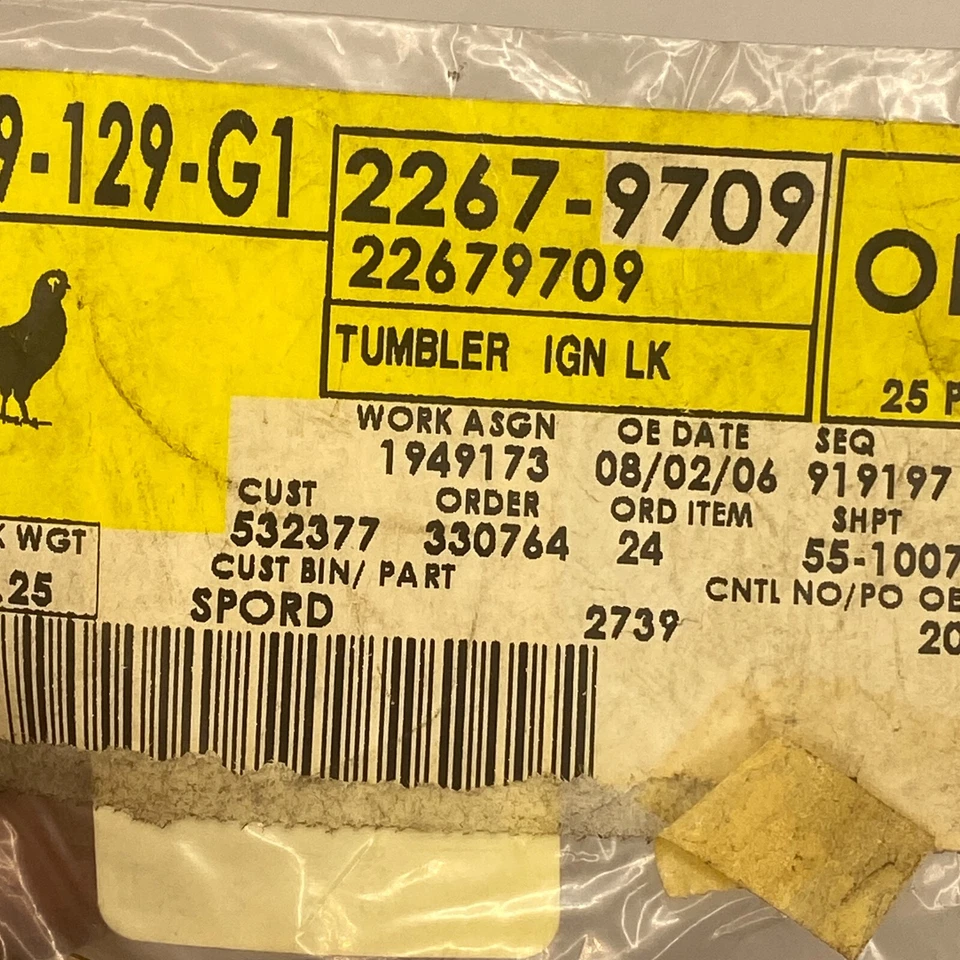 9-129-G1
2267-9709
22679709
TUMBLER IGN LK
25
WORK ASGN OE DATE SEQ
1949173 08/02/06 919197
CUST ORDER ORD ITEM SHPT
532377 330764 24 55-1007
WGT
.25
CUST BIN/ PART CNTL NO/PO
SPORD 2739 20